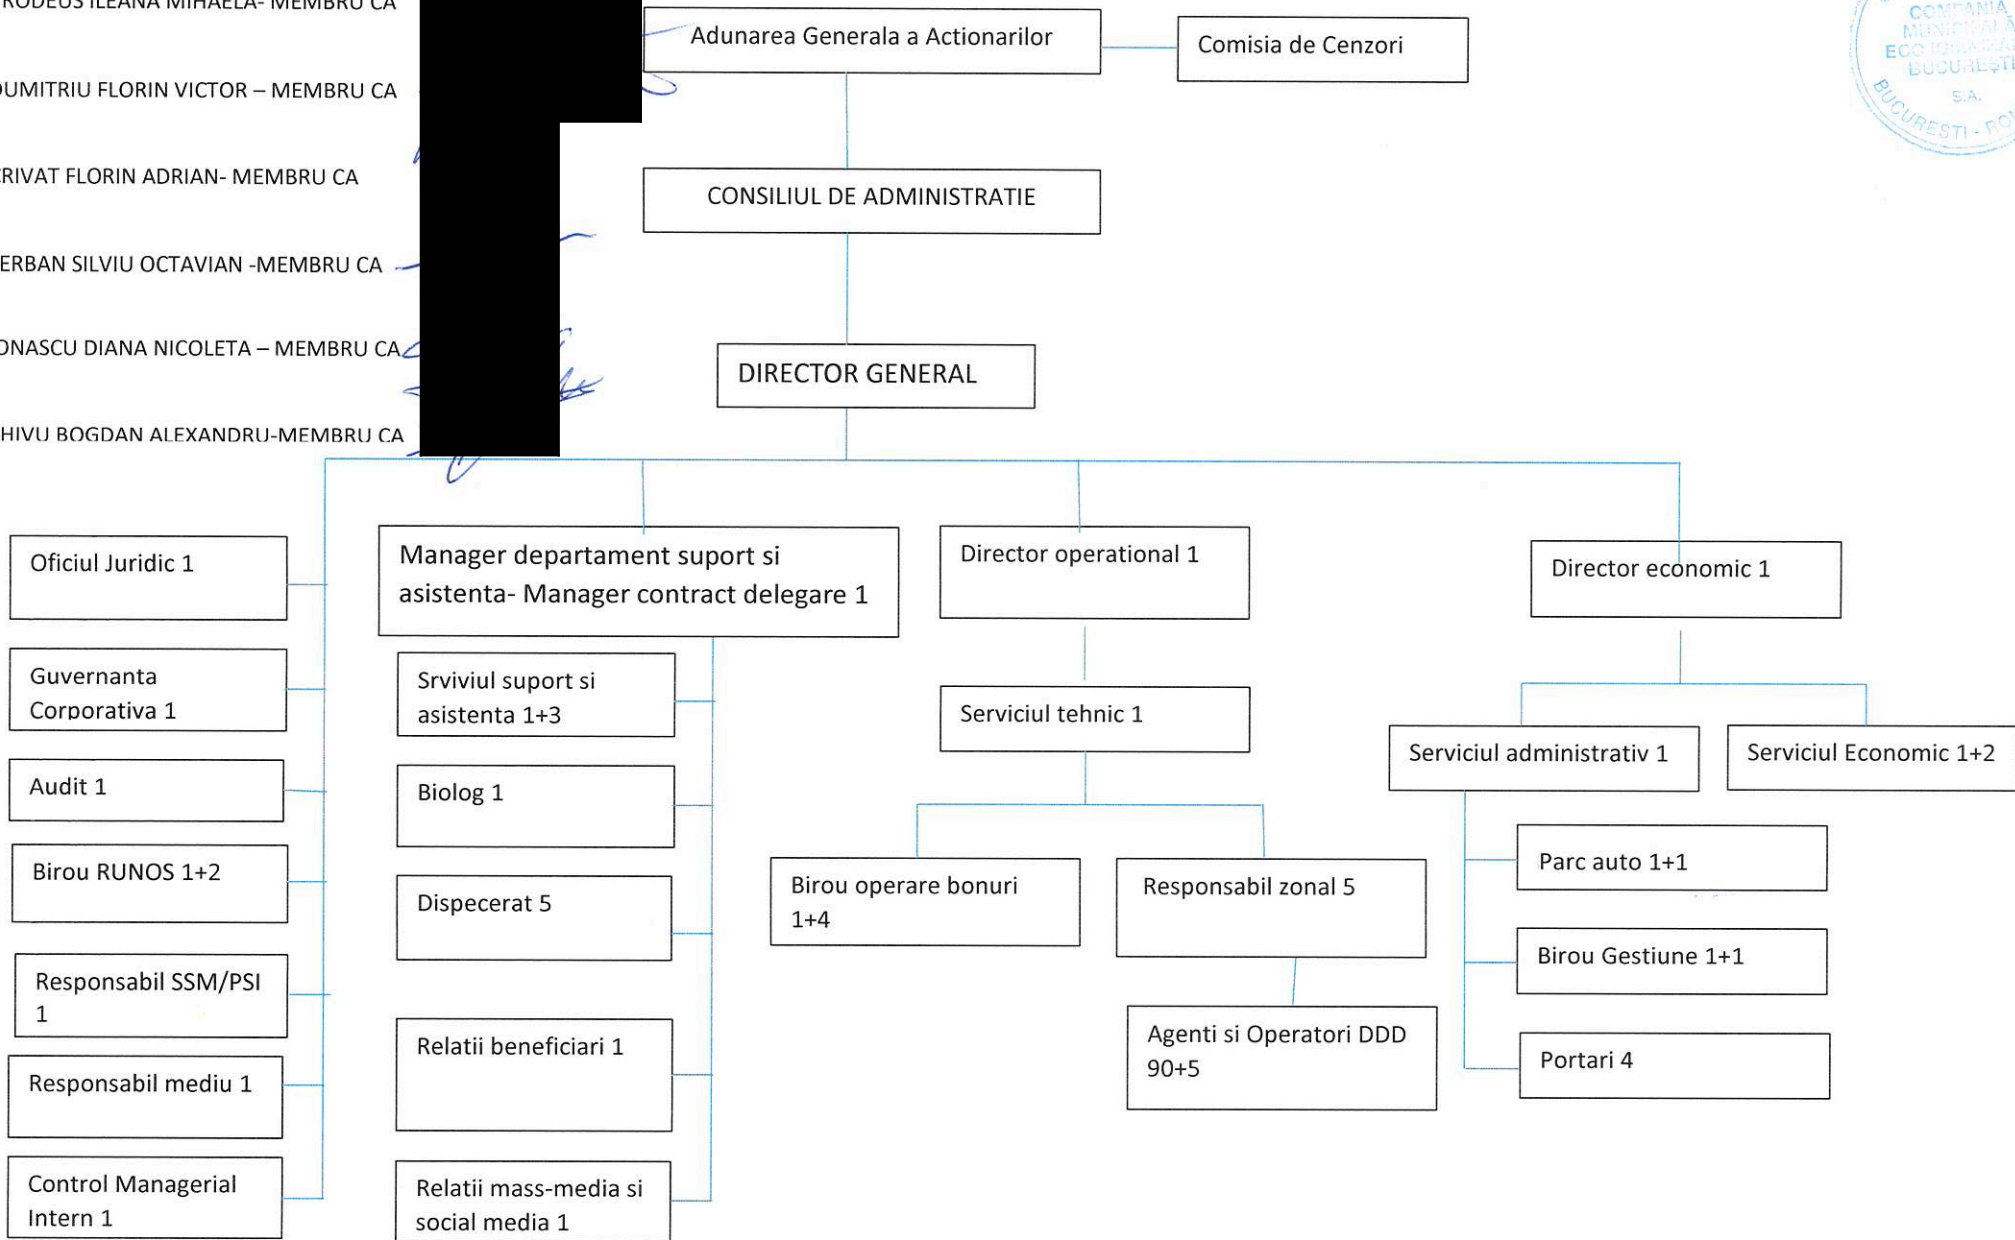 RODEUS ILEANA MIHAELA- MEMBRU CA
DUMITRIU FLORIN VICTOR – MEMBRU CA
CRIVAT FLORIN ADRIAN- MEMBRU CA
ERBAN SILVIU OCTAVIAN -MEMBRU CA
ONASCU DIANA NICOLETA – MEMBRU CA
HIVU BOGDAN ALEXANDRU-MEMBRU CA
Adunarea Generala a Actionarilor
Comisia de Cenzori
COMPANIA
MUNICIPALĂ
BUCUREŞTI
S.A.
CONSILIUL DE ADMINISTRATIE
DIRECTOR GENERAL
Oficiul Juridic 1
Guvernanta
Corporativa 1
Audit 1
Birou RUNOS 1+2
Responsabil SSM/PSI
1
Responsabil mediu 1
Control Managerial
Intern 1
Manager departament suport si
asistenta- Manager contract delegare 1
Srviviul suport si
asistenta 1+3
Biolog 1
Dispecerat 5
Relatii beneficiari 1
Relatii mass-media si
social media 1
Director operational 1
Serviciul tehnic 1
Birou operare bonuri
1+4
Responsabil zonal 5
Agenti si Operatori DDD
90+5
Director economic 1
Serviciul administrativ 1
Serviciul Economic 1+2
Parc auto 1+1
Birou Gestiune 1+1
Portari 4